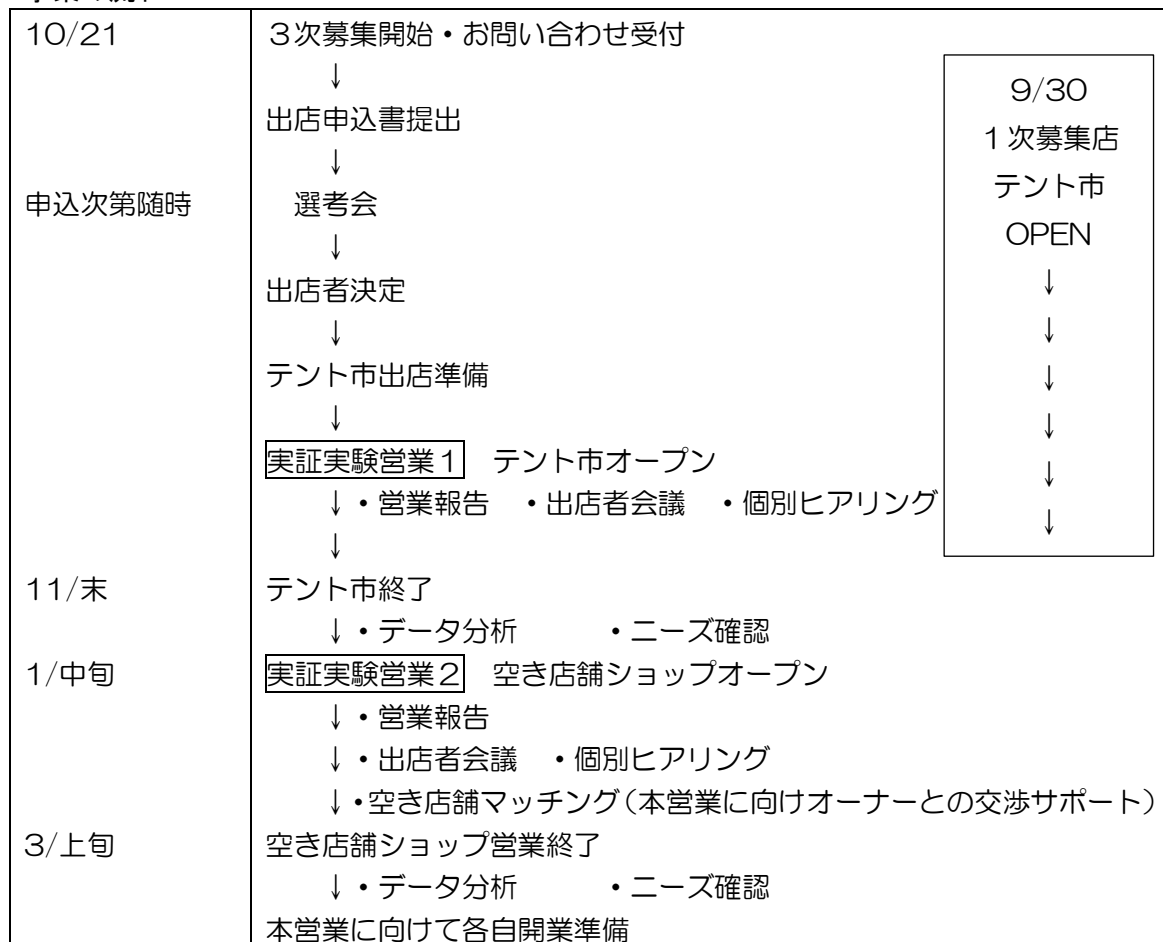 10/21 3次募集開始・お問い合わせ受付
↓
出店申込書提出
↓
申込次第随時 選考会
↓
出店者決定
↓
テント市出店準備
↓
実証実験営業1 テント市オープン
↓・営業報告 ・出店者会議 ・個別ヒアリング
↓
9/30
1次募集店
テント市
OPEN
↓
↓
↓
↓
↓
↓
11/末 テント市終了
↓・データ分析 ・ニーズ確認
1/中旬 実証実験営業2 空き店舗ショップオープン
↓・営業報告
↓・出店者会議 ・個別ヒアリング
↓・空き店舗マッチング(本営業に向けオーナーとの交渉サポート)
3/上旬 空き店舗ショップ営業終了
↓・データ分析 ・ニーズ確認
本営業に向けて各自開業準備